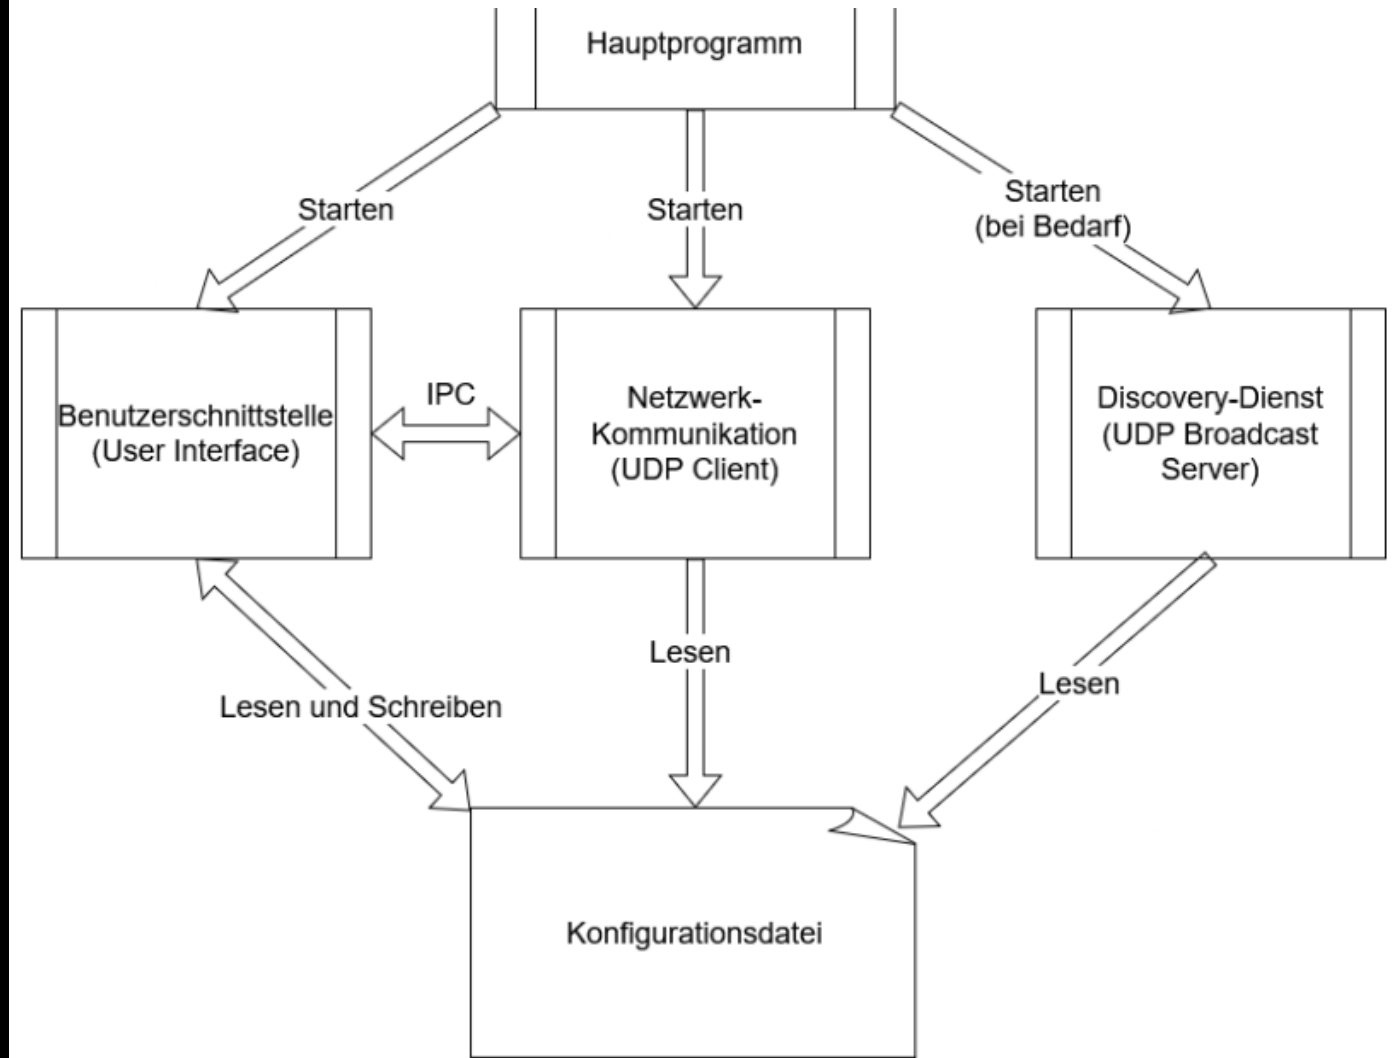 Hauptprogramm
Starten
Starten
Starten
(bei Bedarf)
Benutzerschnittstelle
(User Interface)
IPC
Netzwerk-
Kommunikation
(UDP Client)
Discovery-Dienst
(UDP Broadcast
Server)
Lesen und Schreiben
Lesen
Lesen
Konfigurationsdatei